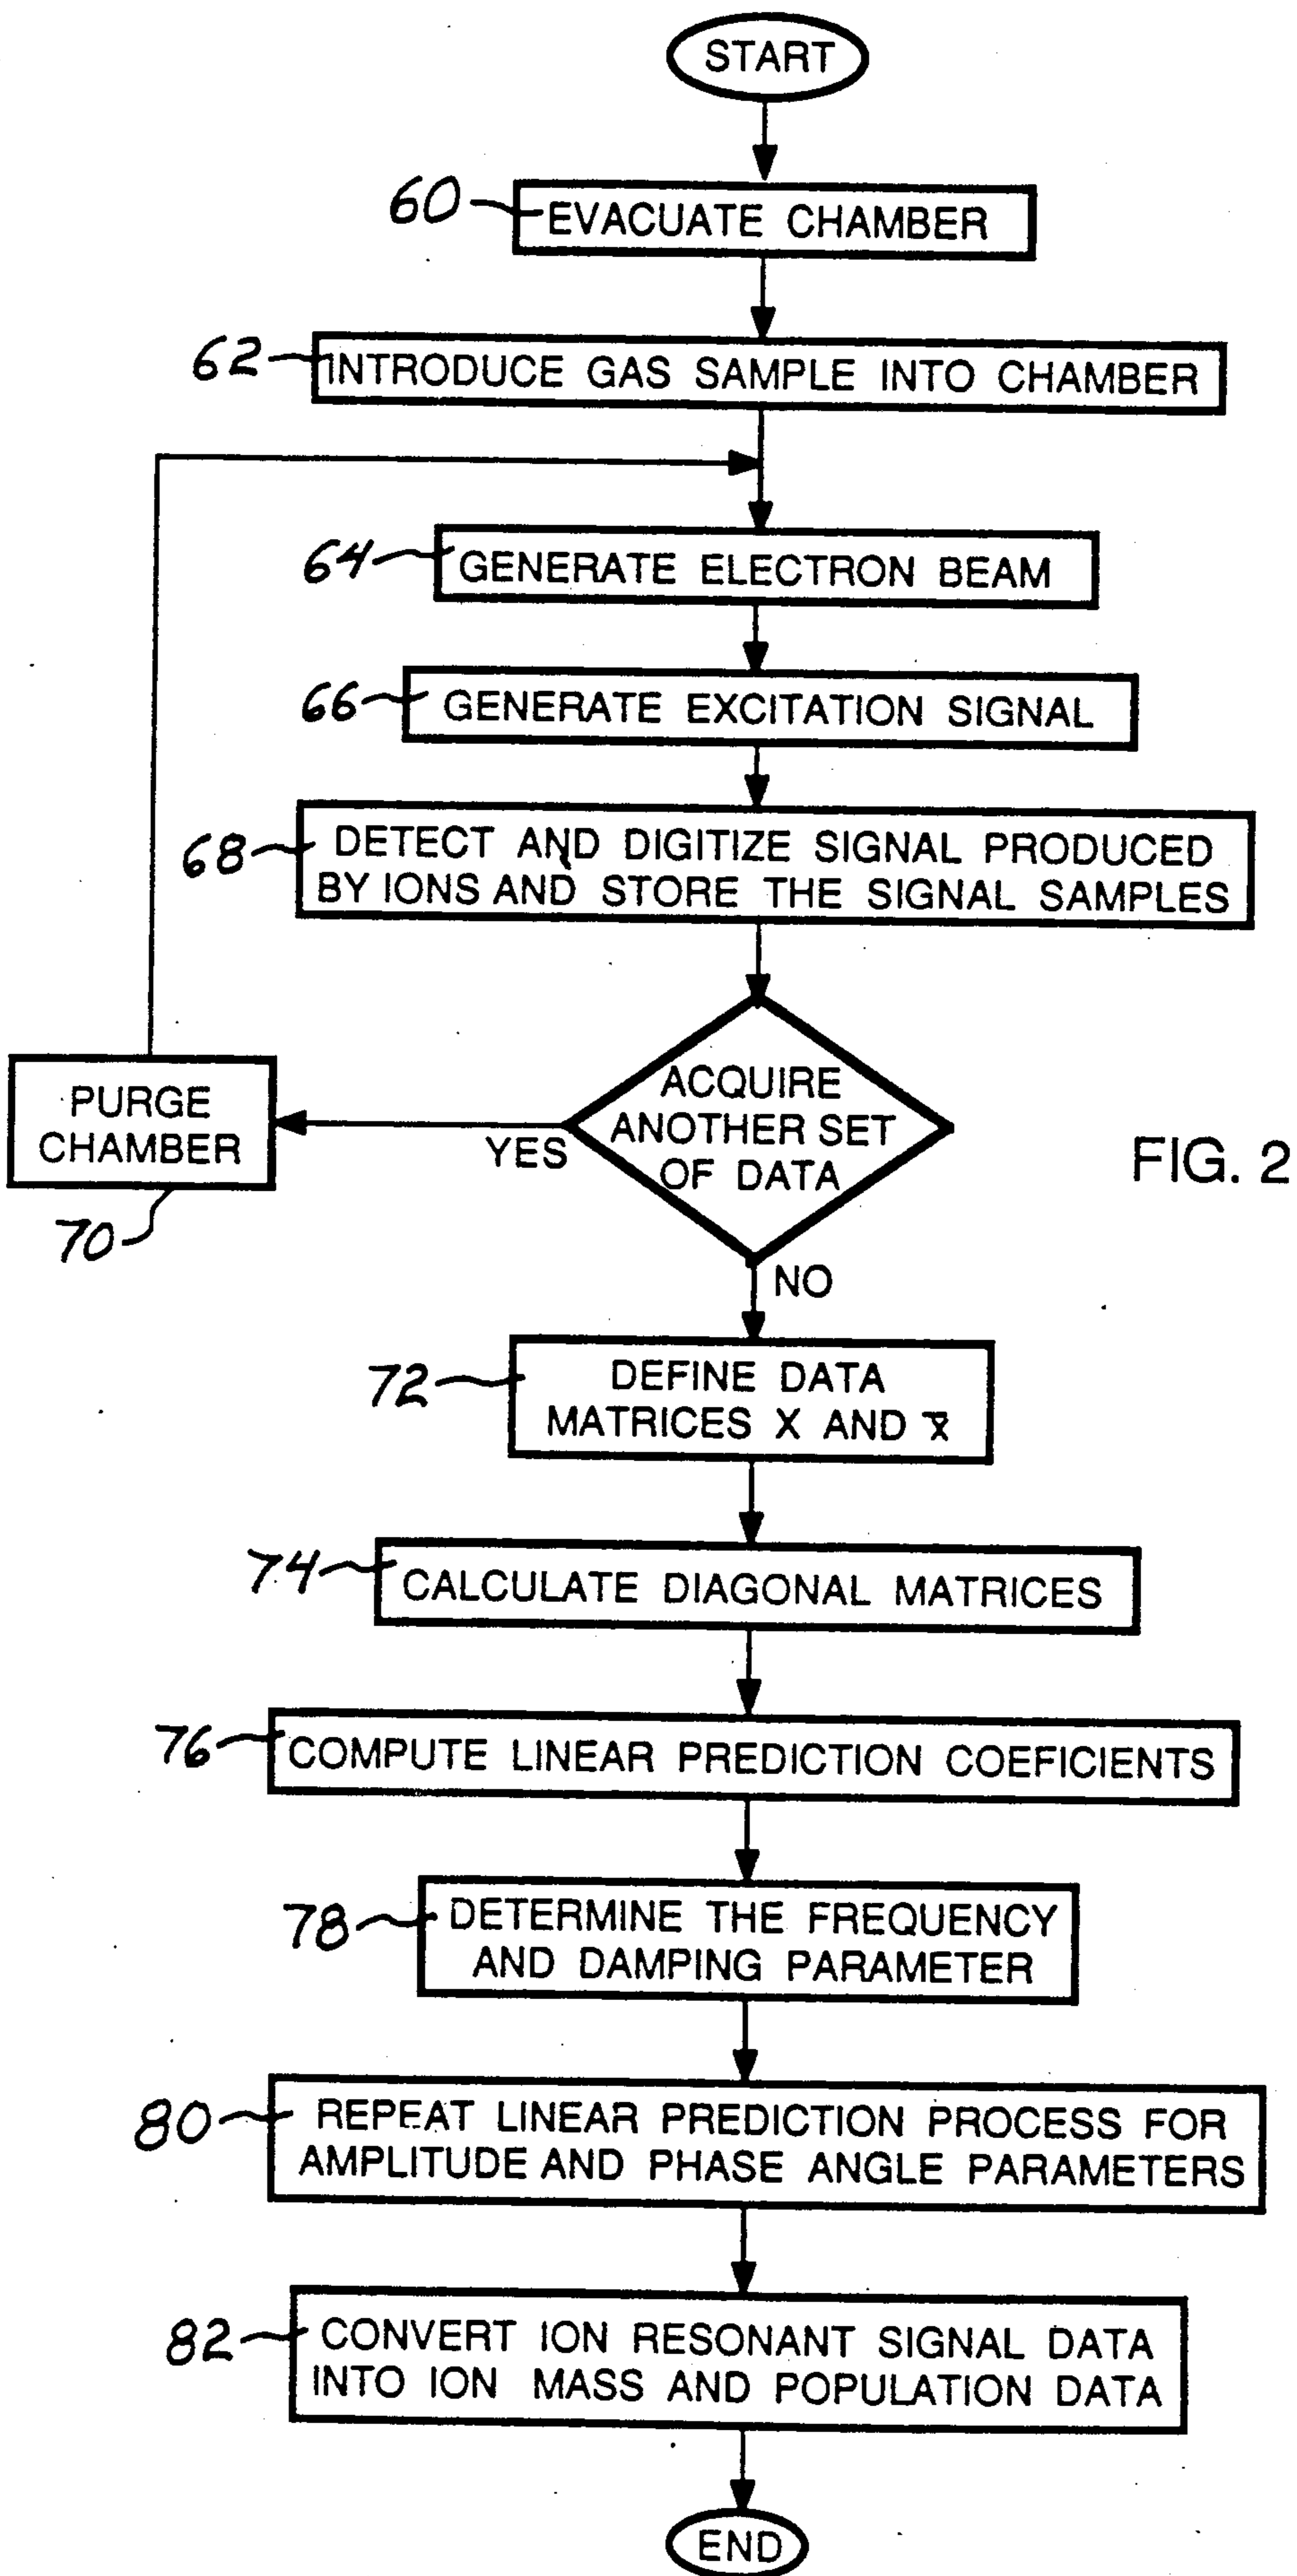 START
60
EVACUATE CHAMBER
62
INTRODUCE GAS SAMPLE INTO CHAMBER
64
GENERATE ELECTRON BEAM
66
GENERATE EXCITATION SIGNAL
68
DETECT AND DIGITIZE SIGNAL PRODUCED
BY IONS AND STORE THE SIGNAL SAMPLES
ACQUIRE
ANOTHER SET
OF DATA
YES
PURGE
CHAMBER
70
FIG. 2
NO
72
DEFINE DATA
MATRICES X AND x̄
74
CALCULATE DIAGONAL MATRICES
76
COMPUTE LINEAR PREDICTION COEFICIENTS
78
DETERMINE THE FREQUENCY
AND DAMPING PARAMETER
80
REPEAT LINEAR PREDICTION PROCESS FOR
AMPLITUDE AND PHASE ANGLE PARAMETERS
82
CONVERT ION RESONANT SIGNAL DATA
INTO ION MASS AND POPULATION DATA
END